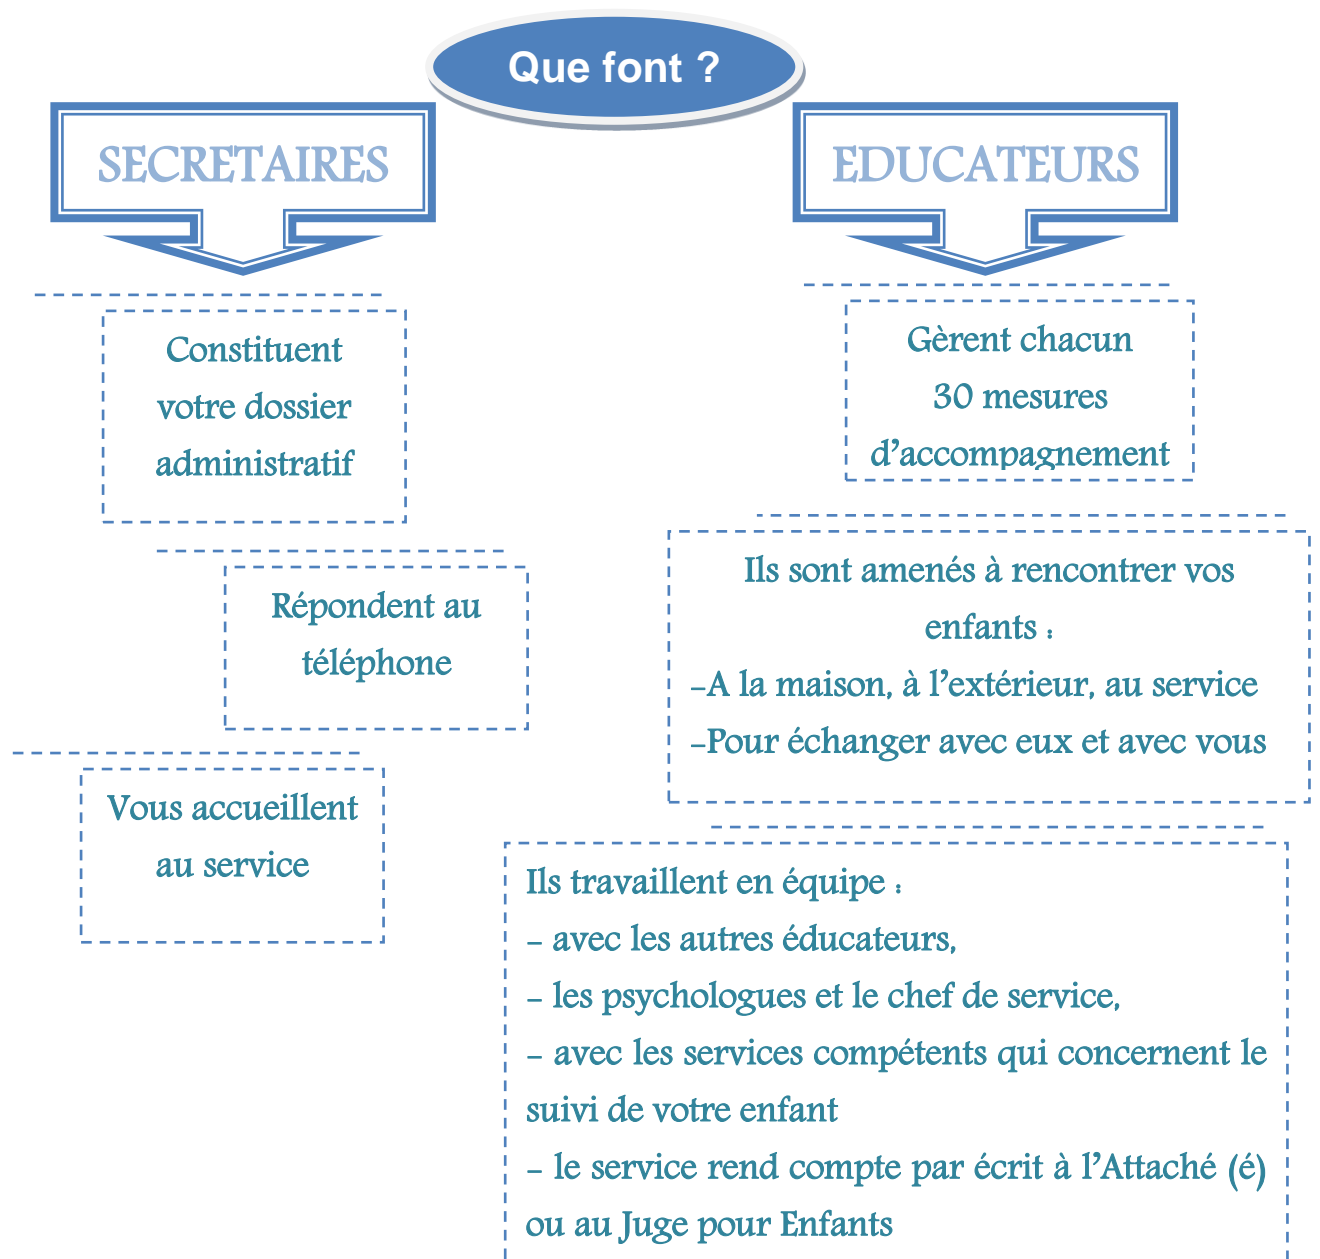 Que font ?
SECRETAIRES
Constituent
votre dossier
administratif
Répondent au
téléphone
Vous accueillent
au service
EDUCATEURS
Gèrent chacun
30 mesures
d'accompagnement
Ils sont amenés à rencontrer vos
enfants :
-A la maison, à l'extérieur, au service
-Pour échanger avec eux et avec vous
Ils travaillent en équipe :
- avec les autres éducateurs,
- les psychologues et le chef de service,
- avec les services compétents qui concernent le
suivi de votre enfant
- le service rend compte par écrit à l'Attaché (é)
ou au Juge pour Enfants